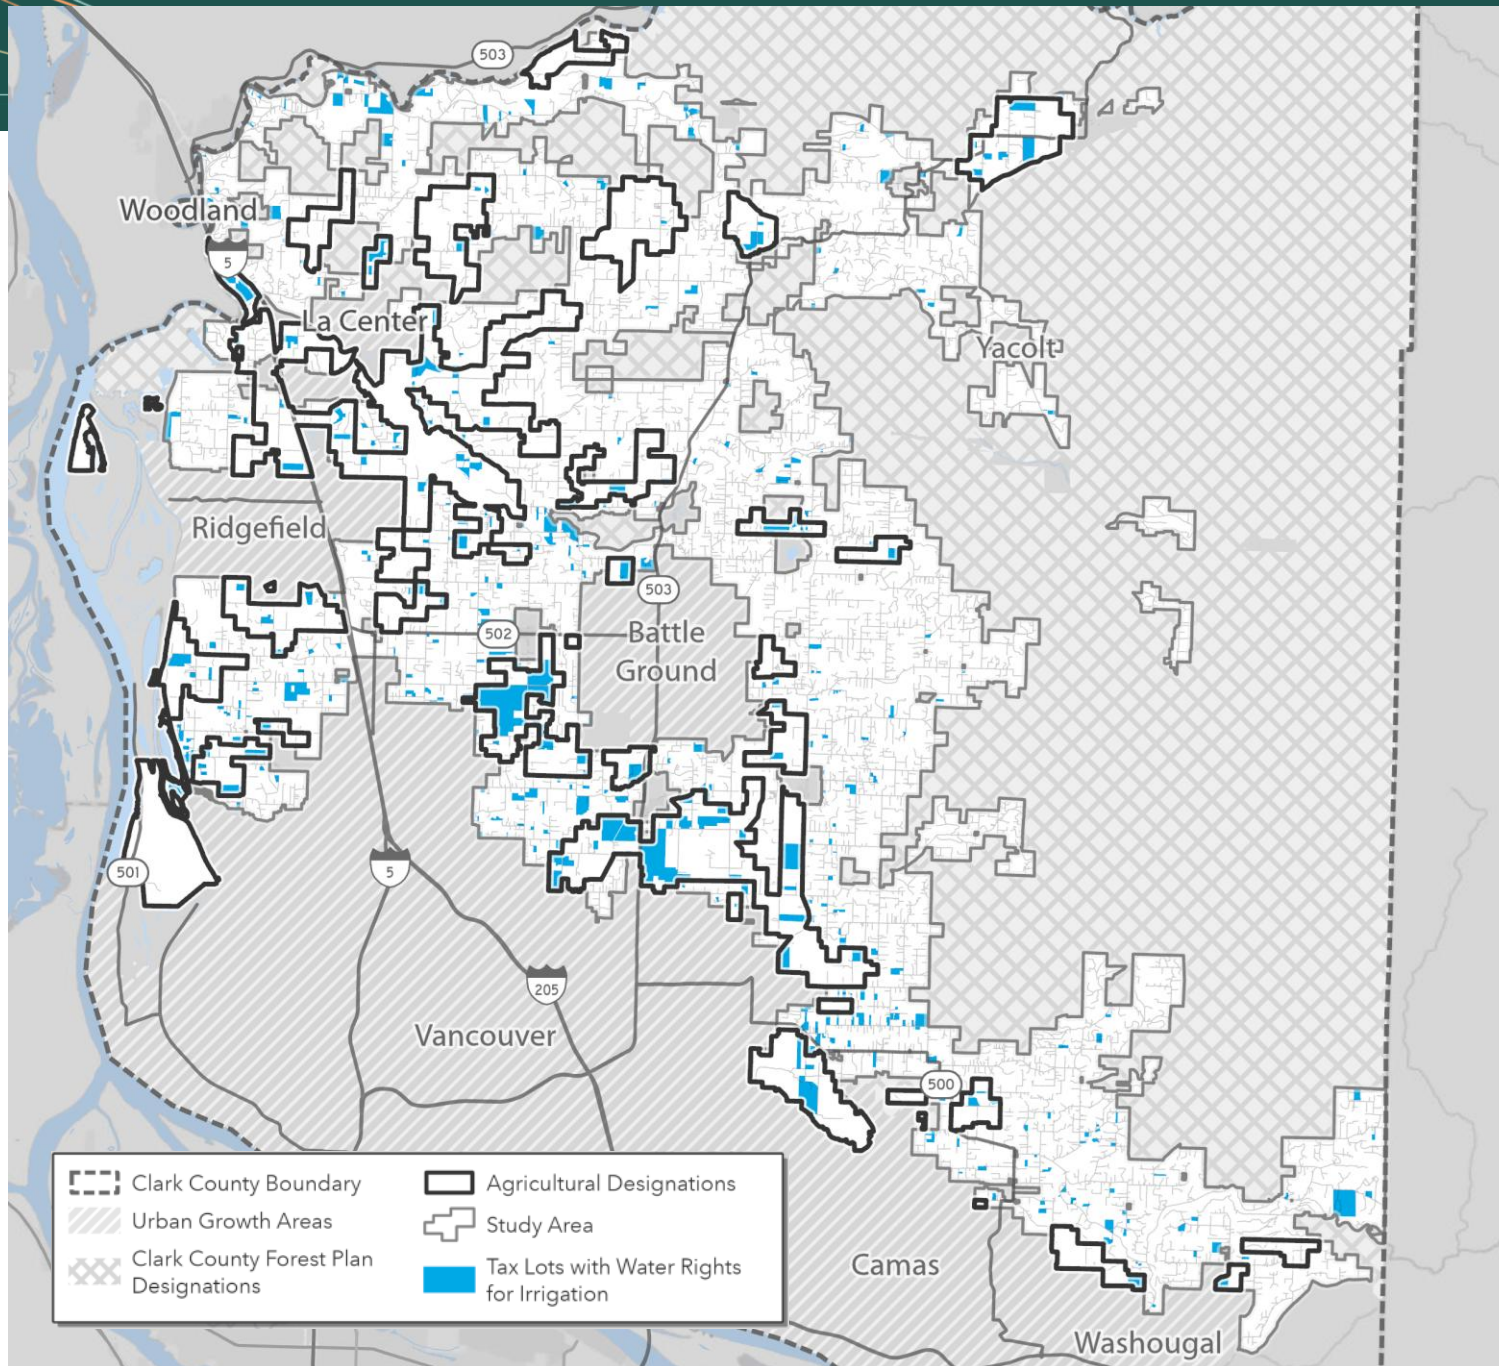 503
Woodland
5
La Center
Yacolt
Ridgefield
503
502
Battle
Ground
501
5
205
Vancouver
500
Clark County Boundary
Urban Growth Areas
Clark County Forest Plan
Designations
Agricultural Designations
Study Area
Tax Lots with Water Rights
for Irrigation
Camas
Washougal